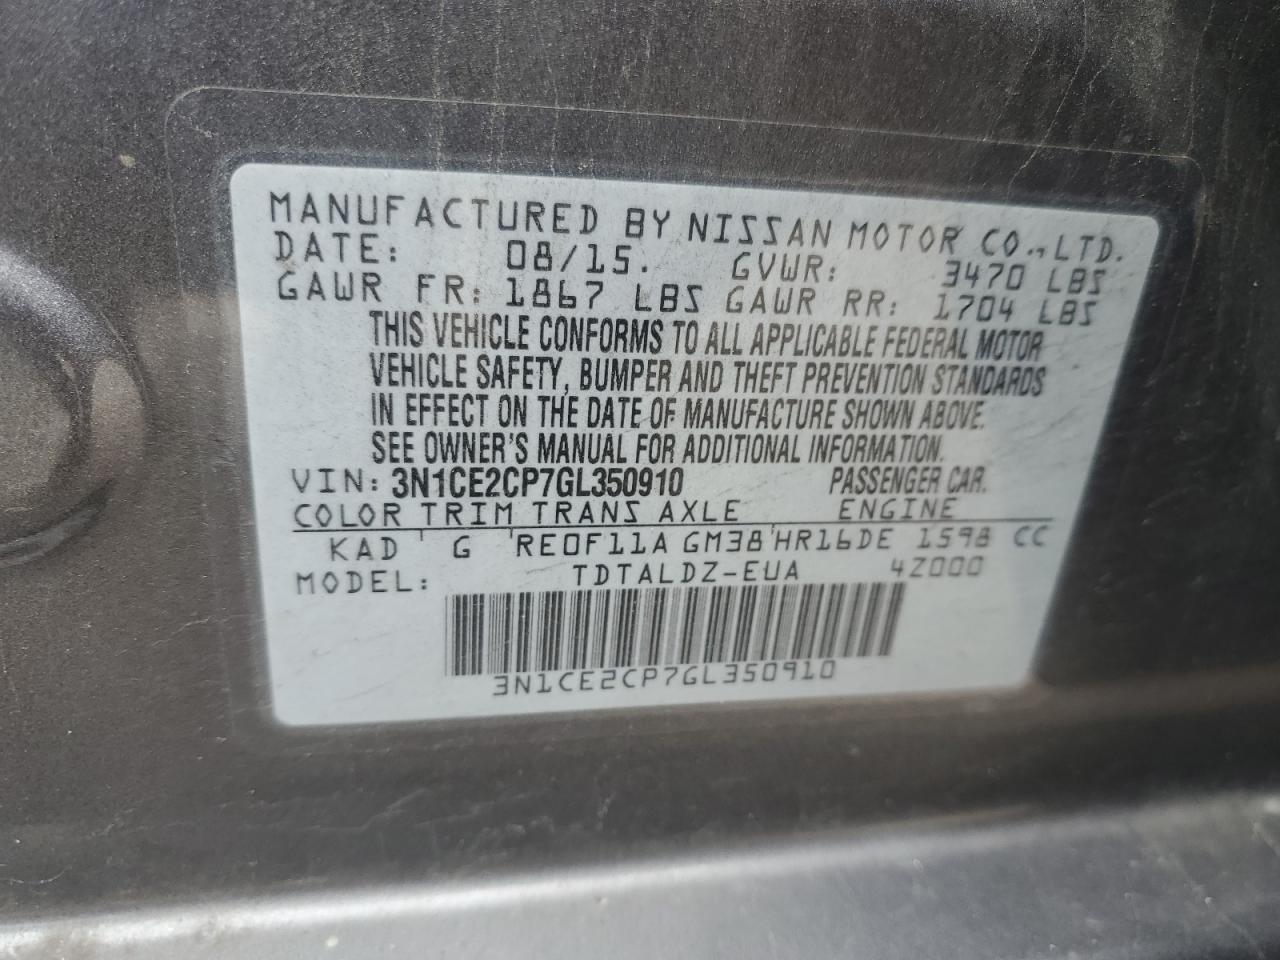 MANUFACTURED BY NISSAN MOTOR CO., LTD.
DATE: 08/15. GVWR: 3470 LBS
GAWR FR: 1867 LBS GAWR RR: 1704 LBS
THIS VEHICLE CONFORMS TO ALL APPLICABLE FEDERAL MOTOR
VEHICLE SAFETY, BUMPER AND THEFT PREVENTION STANDARDS
IN EFFECT ON THE DATE OF MANUFACTURE SHOWN ABOVE.
SEE OWNER'S MANUAL FOR ADDITIONAL INFORMATION.
VIN: 3N1CE2CP7GL350910 PASSENGER CAR.
COLOR TRIM TRANS AXLE ENGINE
KAD G RE0F11A GM38 HR16DE 1598 CC
MODEL: TDTALDZ-EUA 4Z000
3N1CE2CP7GL350910